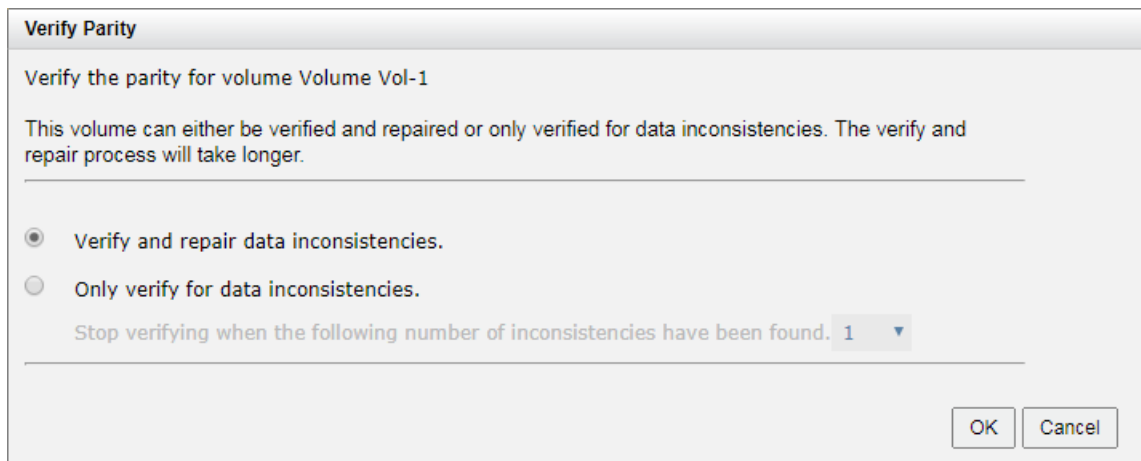 Verify Parity
Verify the parity for volume Volume Vol-1
This volume can either be verified and repaired or only verified for data inconsistencies. The verify and
repair process will take longer.
Verify and repair data inconsistencies.
Only verify for data inconsistencies.
Stop verifying when the following number of inconsistencies have been found. 1
OK Cancel